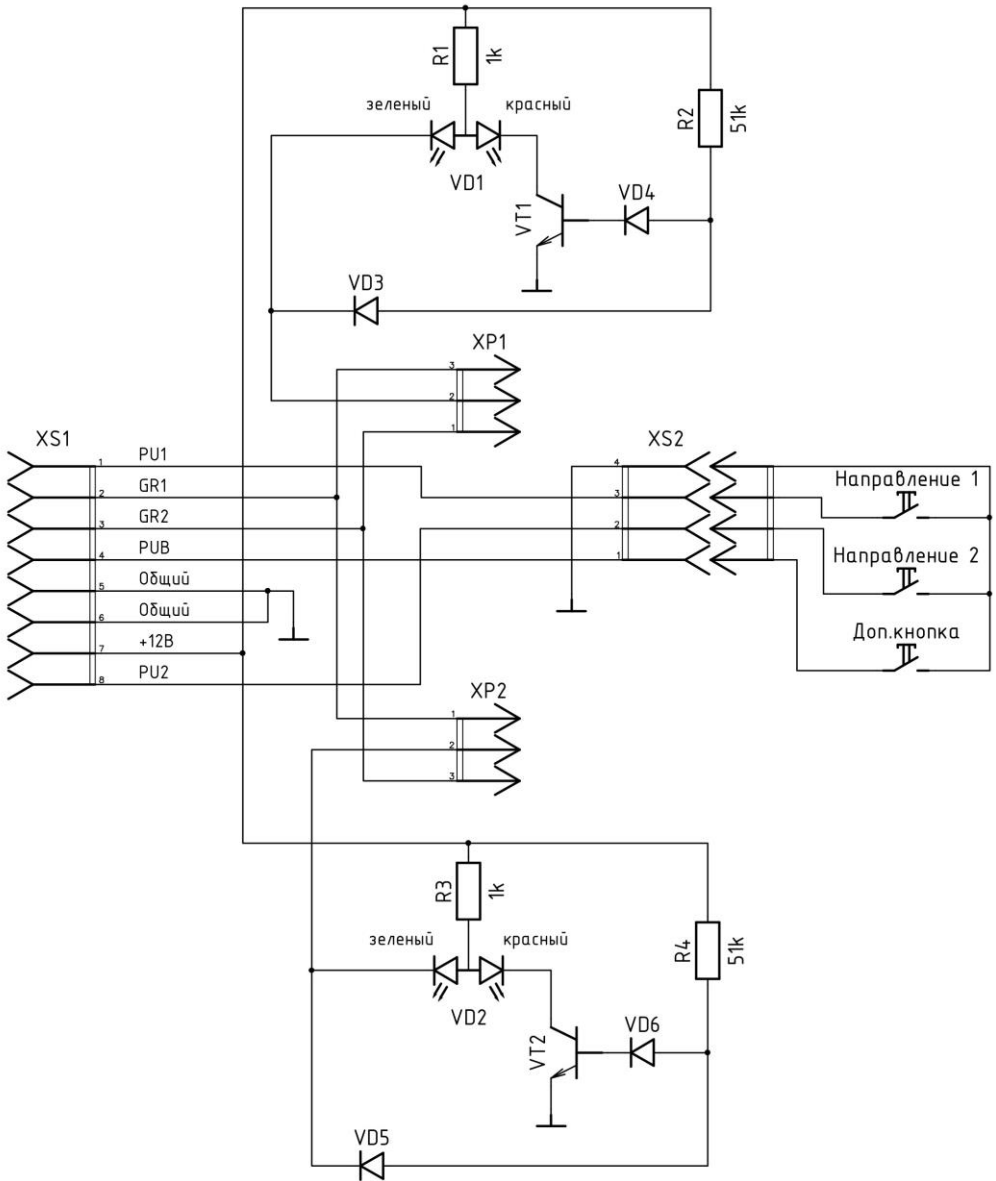 R1
1k
зеленый
красный
R2
51k
VD1
VD4
VT1
VD3
XP1
3
2
1
XS1
XS2
1
PU1
4
2
GR1
3
Направление 1
3
GR2
2
4
PUB
1
Направление 2
5
Общий
6
Общий
7
+12В
Доп.кнопка
8
PU2
XP2
1
2
3
R3
1k
зеленый
красный
R4
51k
VD2
VD6
VT2
VD5